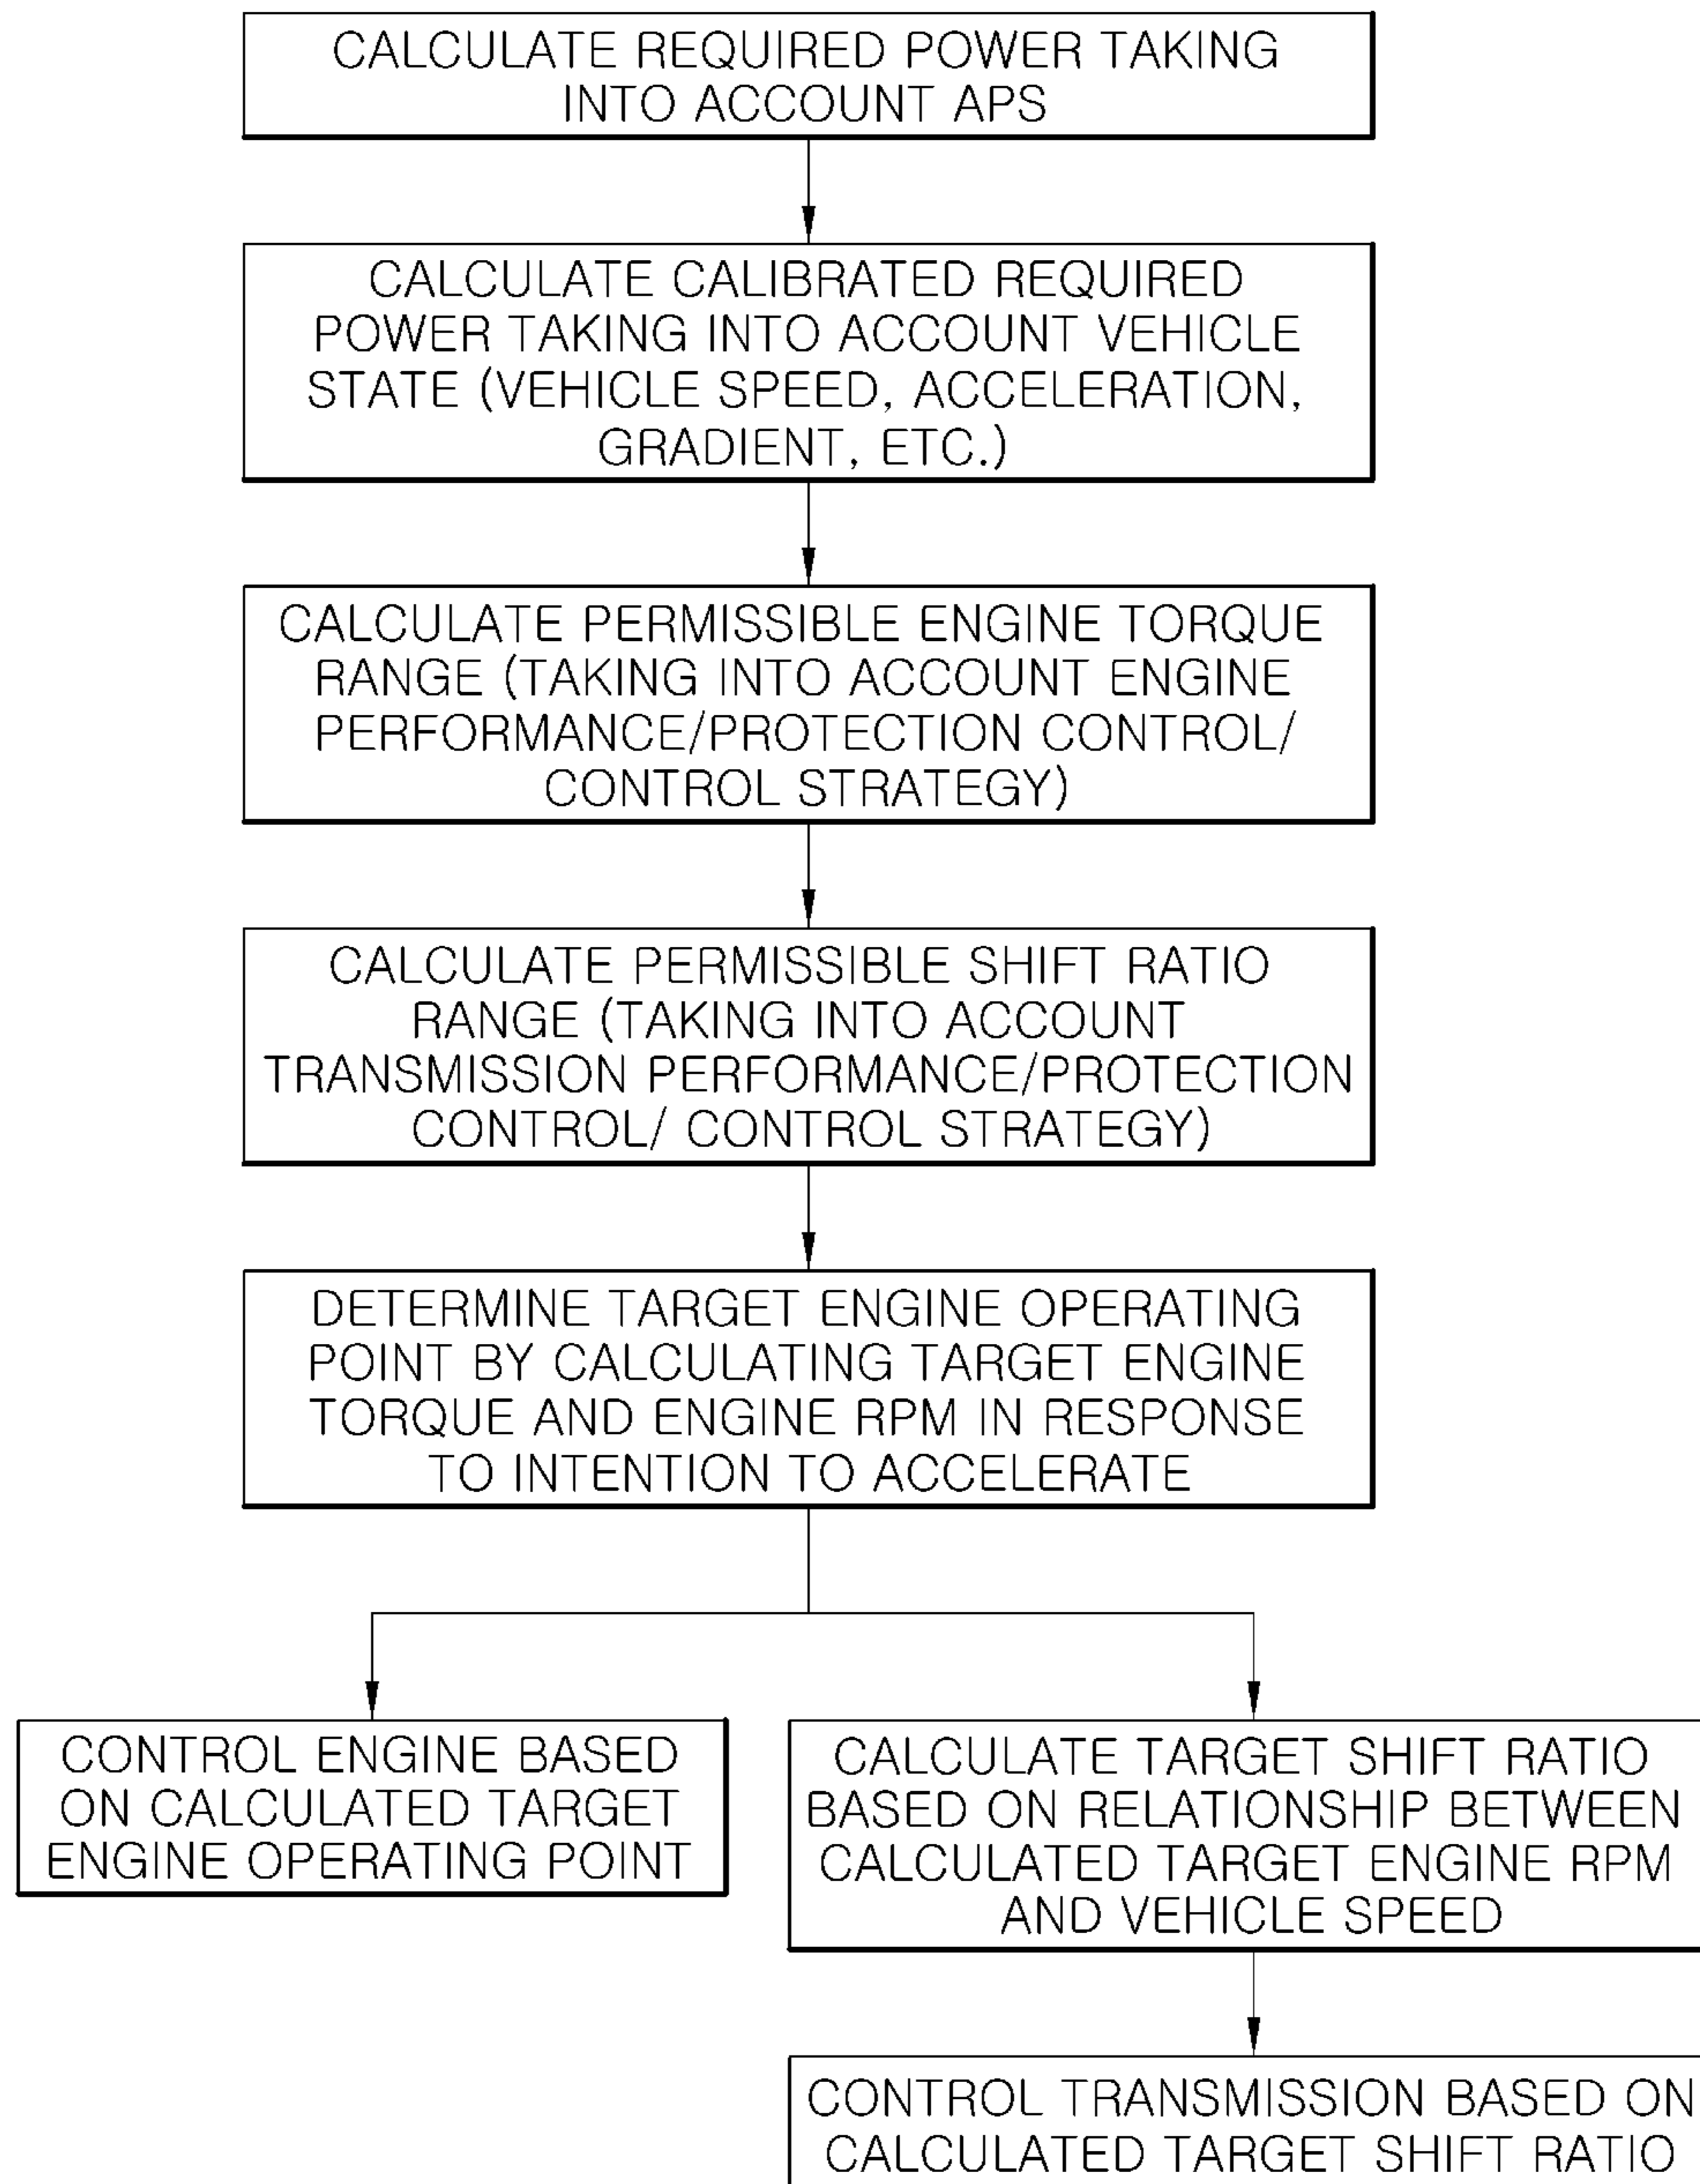 CALCULATE REQUIRED POWER TAKING
INTO ACCOUNT APS
CALCULATE CALIBRATED REQUIRED
POWER TAKING INTO ACCOUNT VEHICLE
STATE (VEHICLE SPEED, ACCELERATION,
GRADIENT, ETC.)
CALCULATE PERMISSIBLE ENGINE TORQUE
RANGE (TAKING INTO ACCOUNT ENGINE
PERFORMANCE/PROTECTION CONTROL/
CONTROL STRATEGY)
CALCULATE PERMISSIBLE SHIFT RATIO
RANGE (TAKING INTO ACCOUNT
TRANSMISSION PERFORMANCE/PROTECTION
CONTROL/ CONTROL STRATEGY)
DETERMINE TARGET ENGINE OPERATING
POINT BY CALCULATING TARGET ENGINE
TORQUE AND ENGINE RPM IN RESPONSE
TO INTENTION TO ACCELERATE
CONTROL ENGINE BASED
ON CALCULATED TARGET
ENGINE OPERATING POINT
CALCULATE TARGET SHIFT RATIO
BASED ON RELATIONSHIP BETWEEN
CALCULATED TARGET ENGINE RPM
AND VEHICLE SPEED
CONTROL TRANSMISSION BASED ON
CALCULATED TARGET SHIFT RATIO